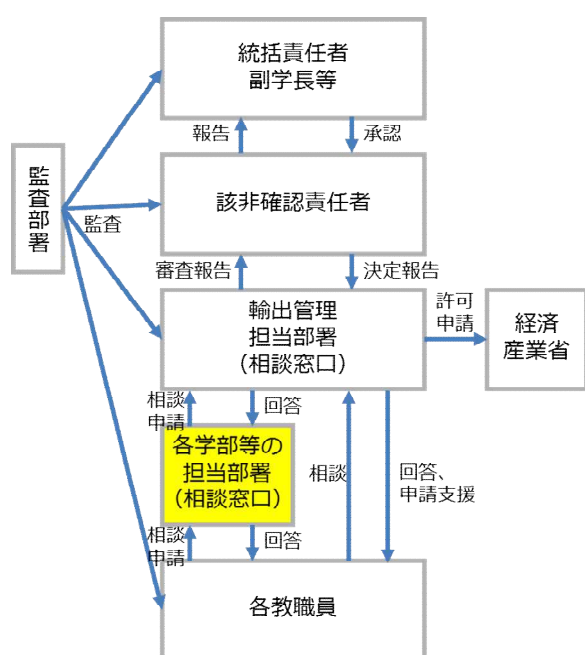 統括責任者
副学長等
報告
承認
監査部署
監査
該非確認責任者
審査報告
決定報告
輸出管理
担当部署
（相談窓口）
許可
申請
経済
産業省
相談
申請
回答
各学部等の
担当部署
（相談窓口）
相談
回答、
申請支援
相談
申請
回答
各教職員